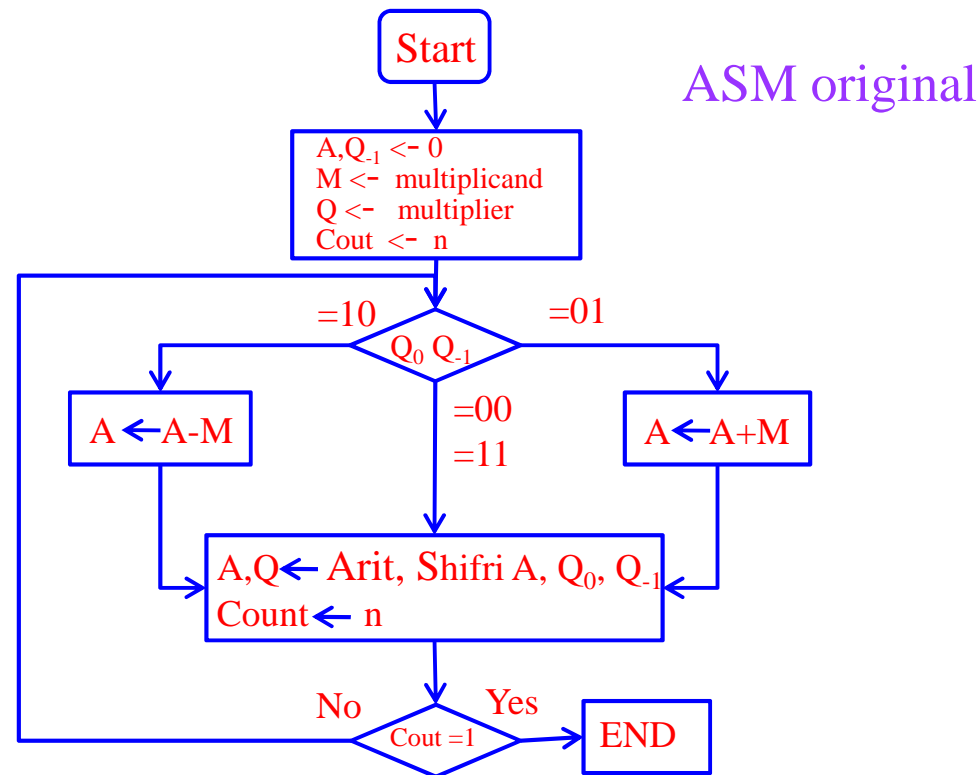 Start
ASM original
A,Q₋₁ <- 0
M <- multiplicand
Q <- multiplier
Cout <- n
=10
=01
Q₀ Q₋₁
A ← A-M
=00
=11
A ← A+M
A,Q ← Arit, Shifri A, Q₀, Q₋₁
Count ← n
No
Yes
Cout =1
END